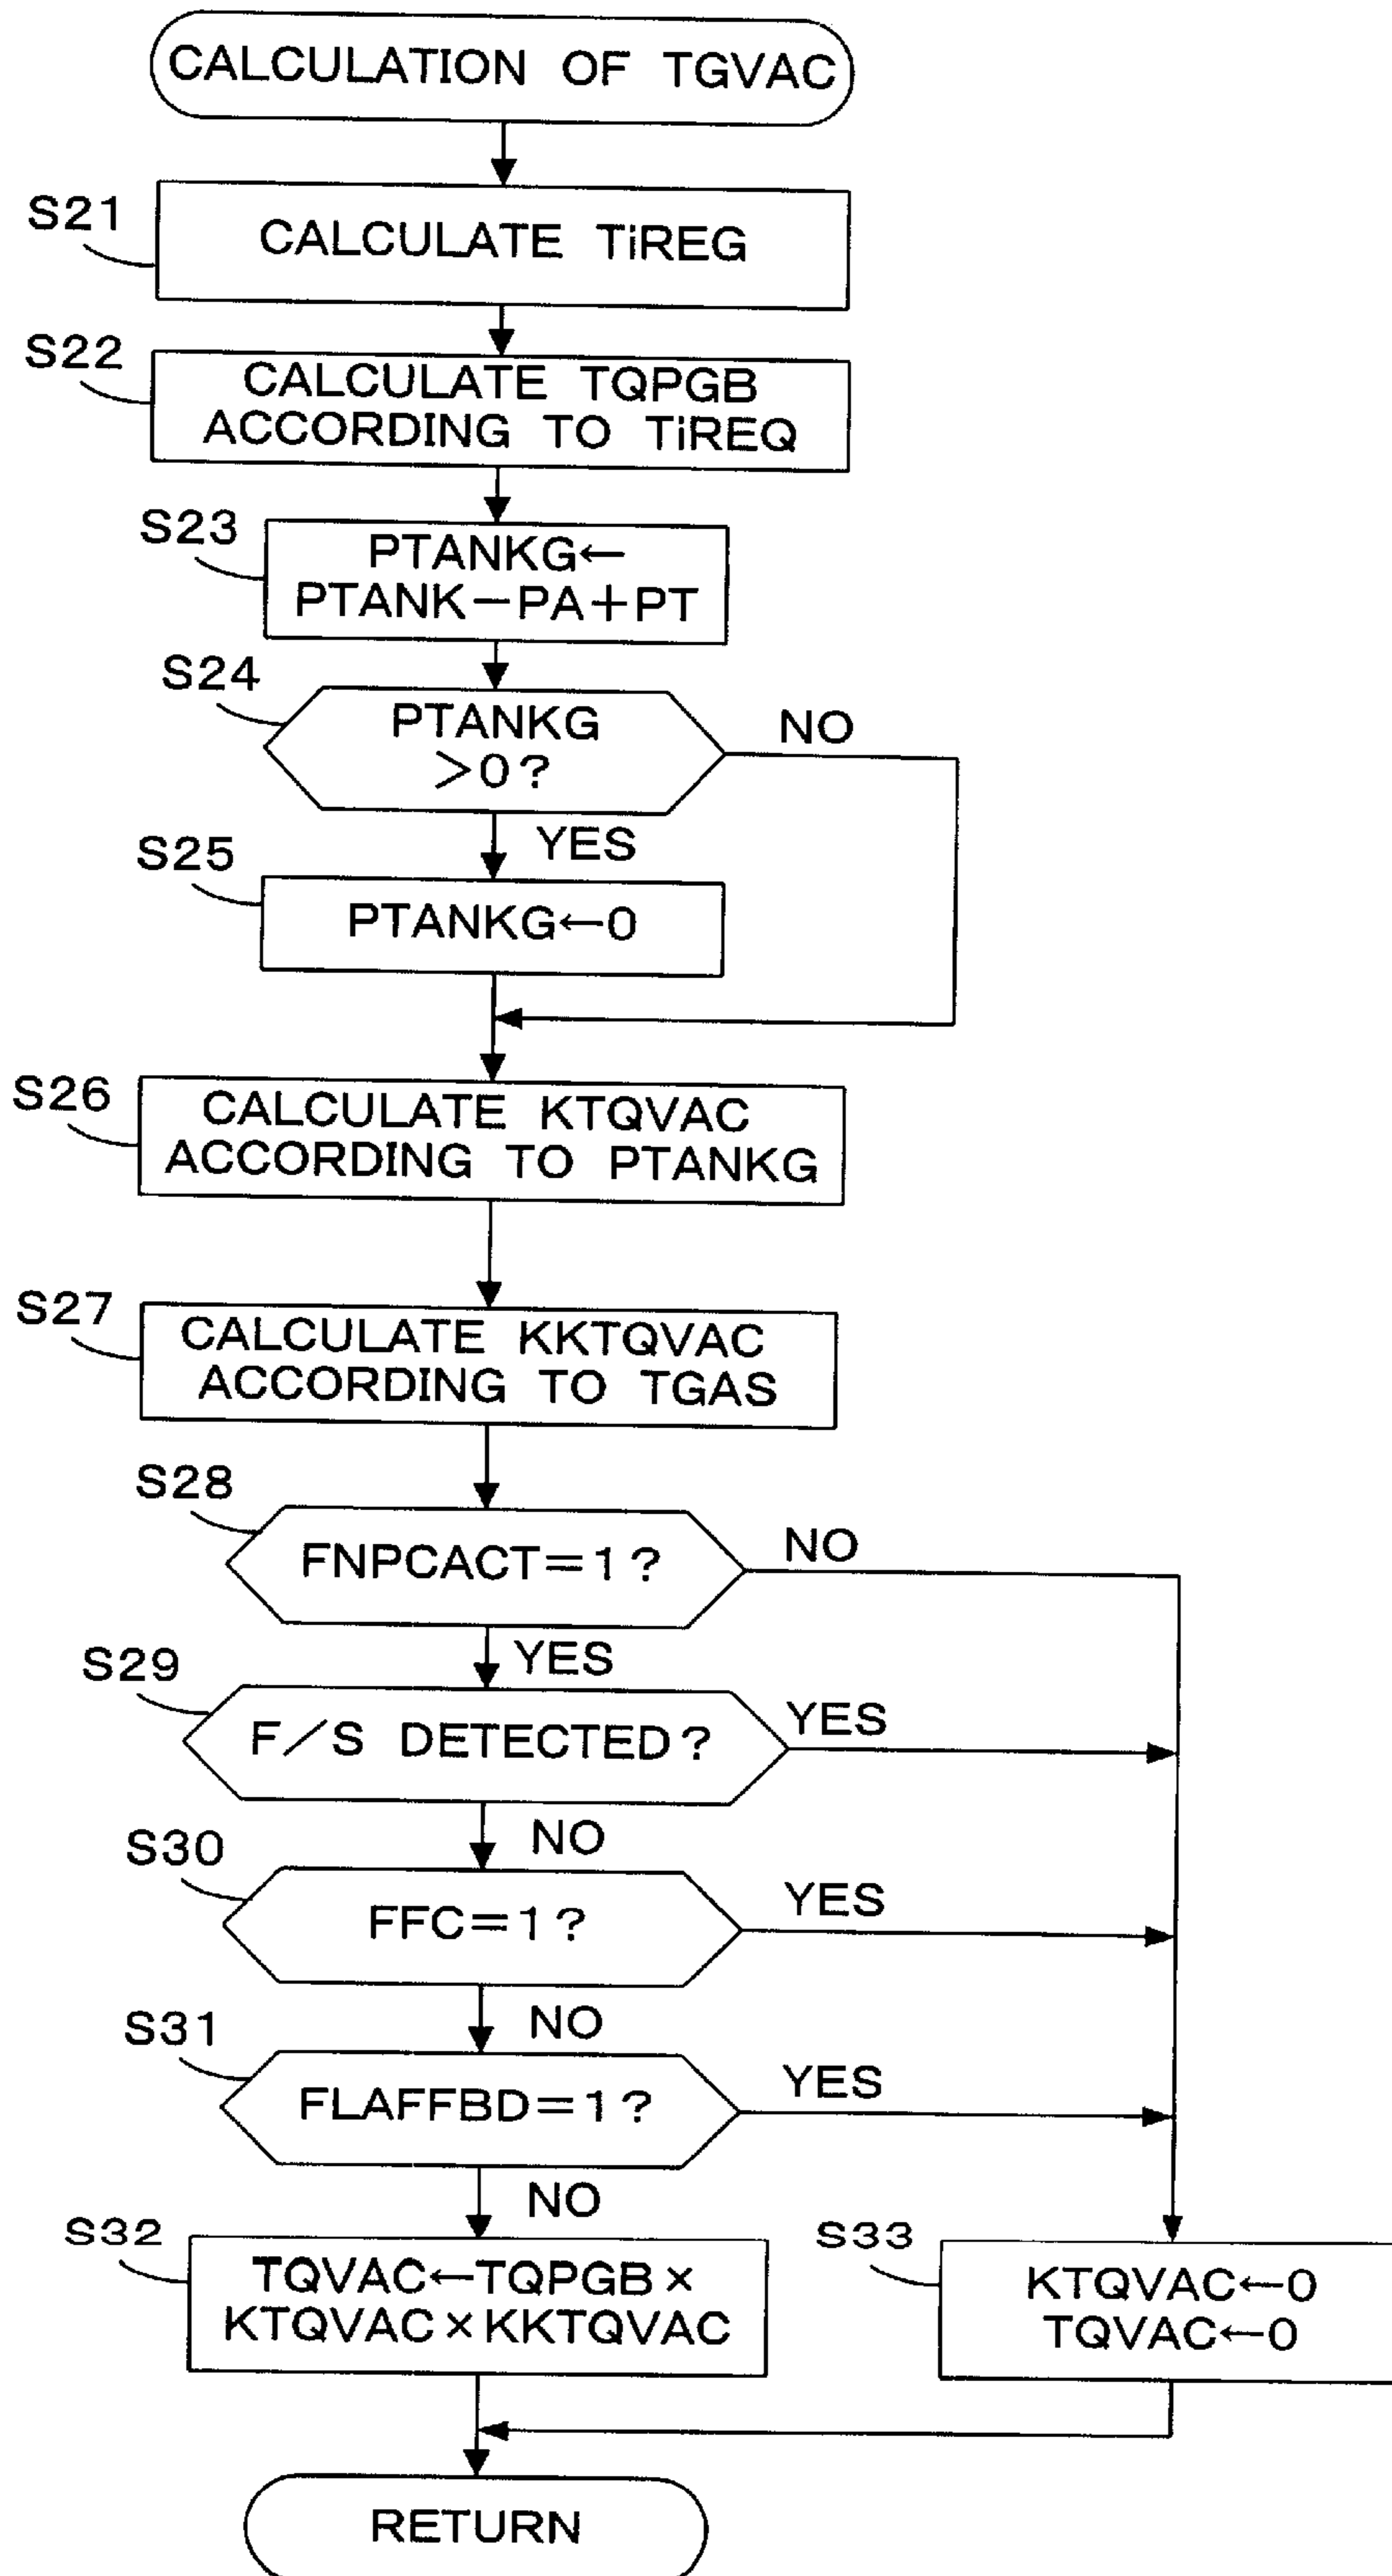 CALCULATION OF TGVAC
S21
CALCULATE TiREG
S22
CALCULATE TQPGB
ACCORDING TO TiREQ
S23
PTANKG←
PTANK−PA+PT
S24
PTANKG
>0?
NO
YES
S25
PTANKG←0
S26
CALCULATE KTQVAC
ACCORDING TO PTANKG
S27
CALCULATE KKTQVAC
ACCORDING TO TGAS
S28
FNPCACT=1?
NO
YES
S29
F/S DETECTED?
YES
NO
S30
FFC=1?
YES
NO
S31
FLAFFBD=1?
YES
NO
S32
TQVAC←TQPGB×
KTQVAC×KKTQVAC
S33
KTQVAC←0
TQVAC←0
RETURN